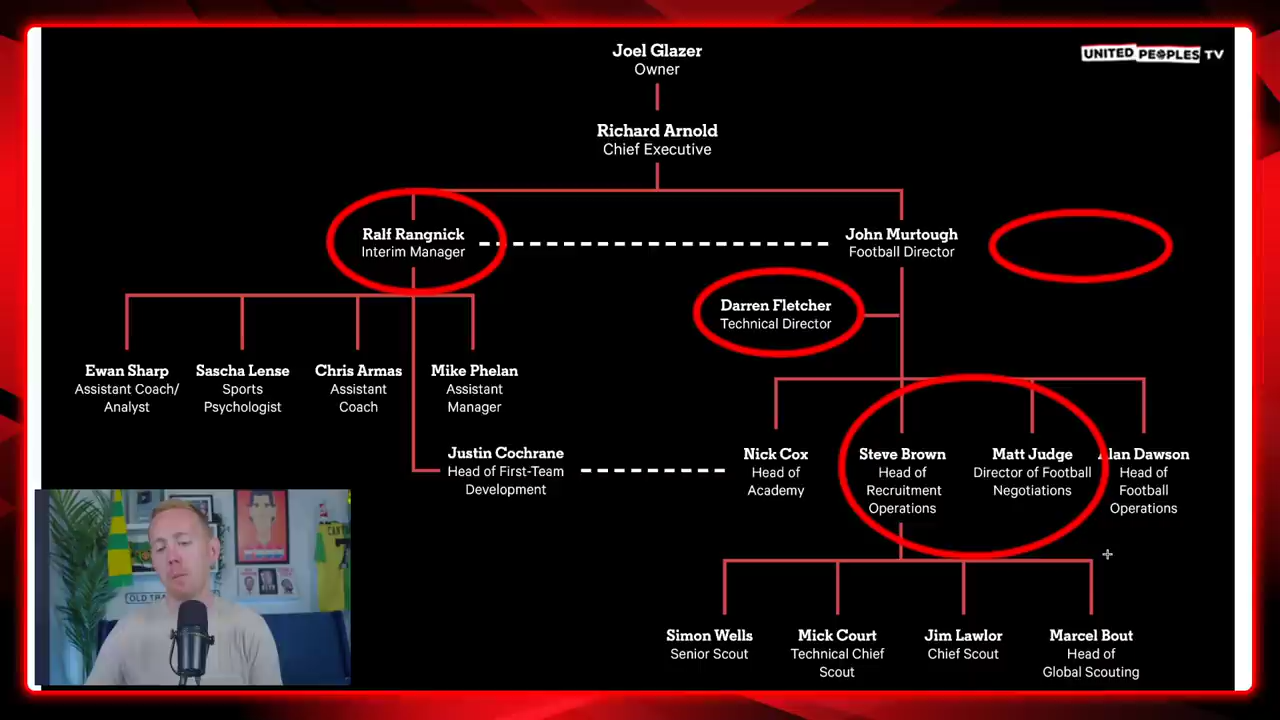 Joel Glazer
Owner
UNITED PEOPLES TV
Richard Arnold
Chief Executive
Ralf Rangnick
Interim Manager
John Murtough
Football Director
Darren Fletcher
Technical Director
Ewan Sharp
Assistant Coach/
Analyst
Sascha Lense
Sports
Psychologist
Chris Armas
Assistant
Coach
Mike Phelan
Assistant
Manager
Justin Cochrane
Head of First-Team
Development
Nick Cox
Head of
Academy
Steve Brown
Head of
Recruitment
Operations
Matt Judge
Director of Football
Negotiations
Alan Dawson
Head of
Football
Operations
Simon Wells
Senior Scout
Mick Court
Technical Chief
Scout
Jim Lawlor
Chief Scout
Marcel Bout
Head of
Global Scouting